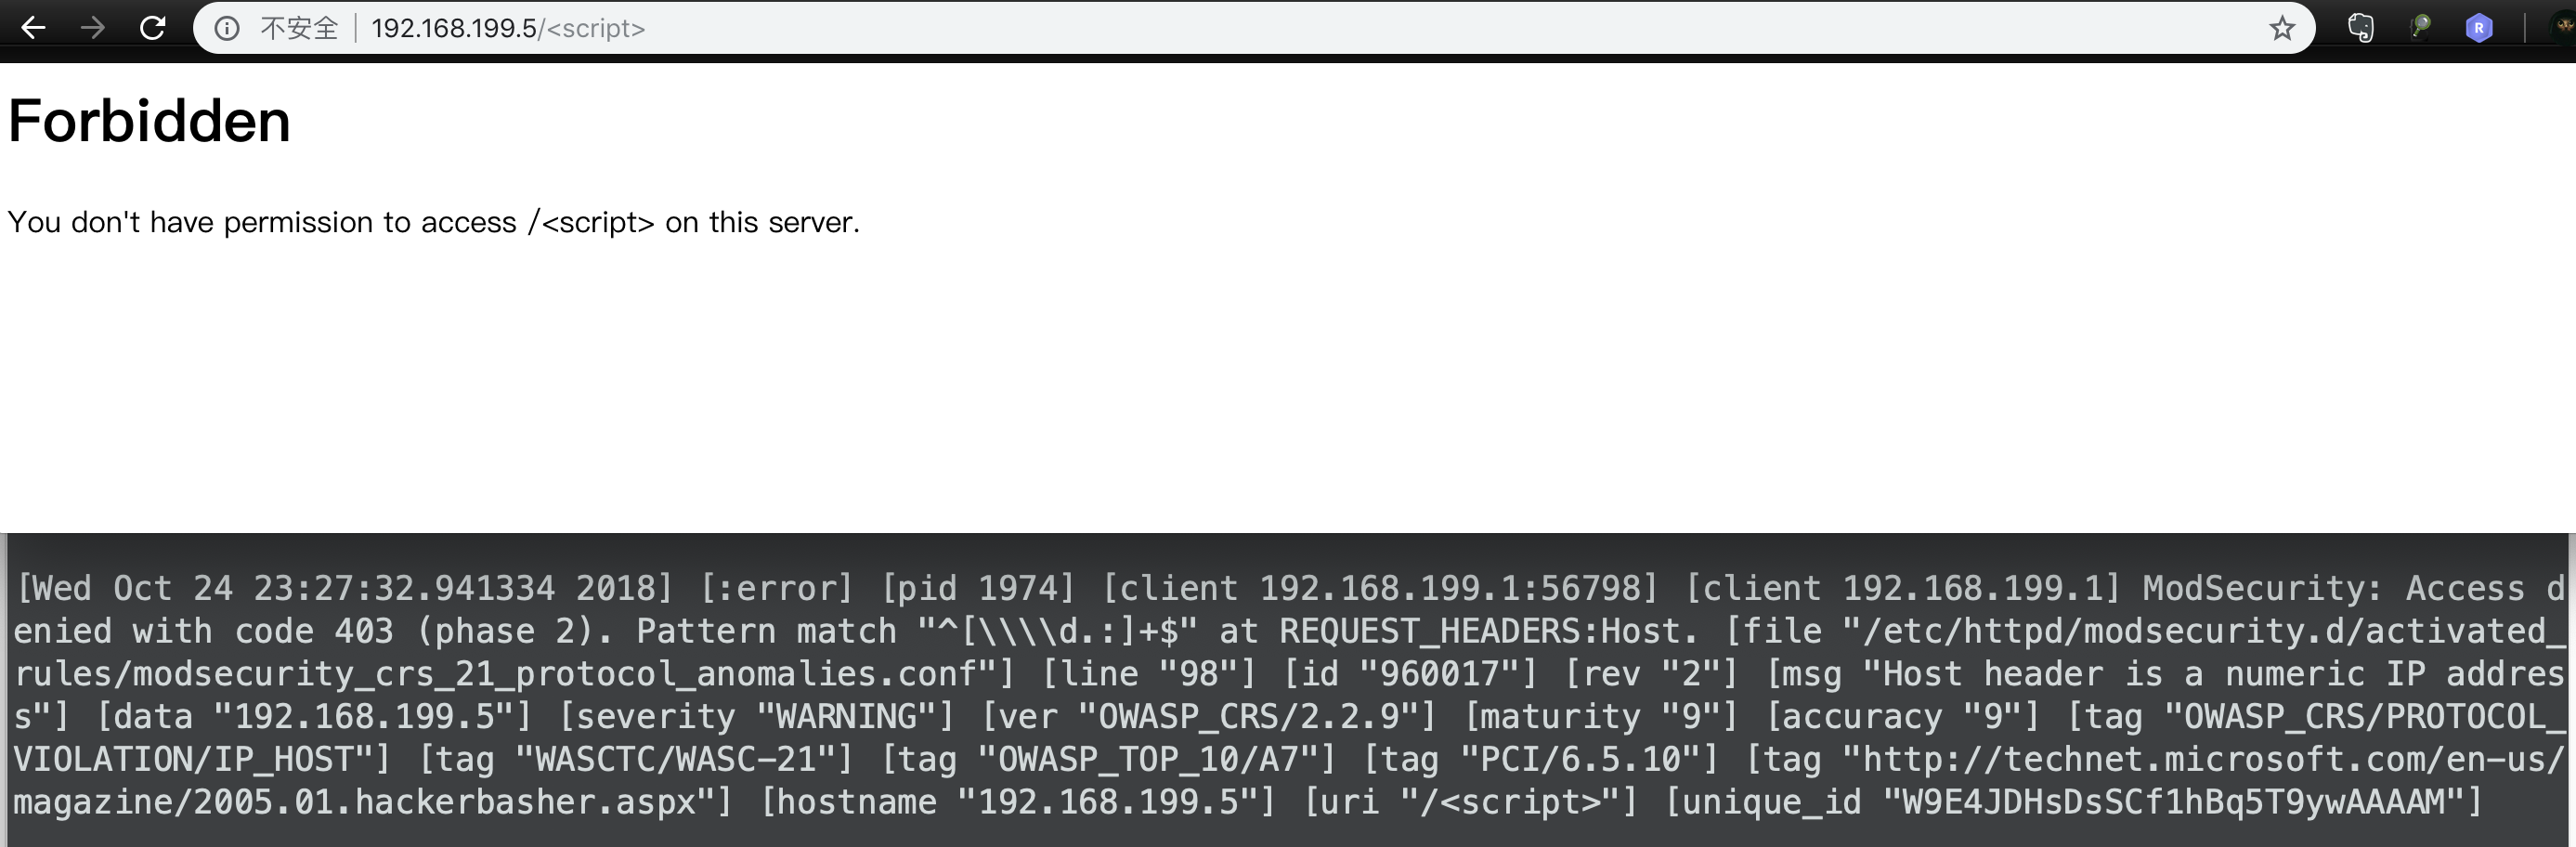 不安全 | 192.168.199.5/<script>
R
Forbidden
You don't have permission to access /<script> on this server.
[Wed Oct 24 23:27:32.941334 2018] [:error] [pid 1974] [client 192.168.199.1:56798] [client 192.168.199.1] ModSecurity: Access d
enied with code 403 (phase 2). Pattern match "^[\\\\d.:]+$" at REQUEST_HEADERS:Host. [file "/etc/httpd/modsecurity.d/activated_
rules/modsecurity_crs_21_protocol_anomalies.conf"] [line "98"] [id "960017"] [rev "2"] [msg "Host header is a numeric IP addres
s"] [data "192.168.199.5"] [severity "WARNING"] [ver "OWASP_CRS/2.2.9"] [maturity "9"] [accuracy "9"] [tag "OWASP_CRS/PROTOCOL_
VIOLATION/IP_HOST"] [tag "WASCTC/WASC-21"] [tag "OWASP_TOP_10/A7"] [tag "PCI/6.5.10"] [tag "http://technet.microsoft.com/en-us/
magazine/2005.01.hackerbasher.aspx"] [hostname "192.168.199.5"] [uri "/<script>"] [unique_id "W9E4JDHsDsSCf1hBq5T9ywAAAAM"]